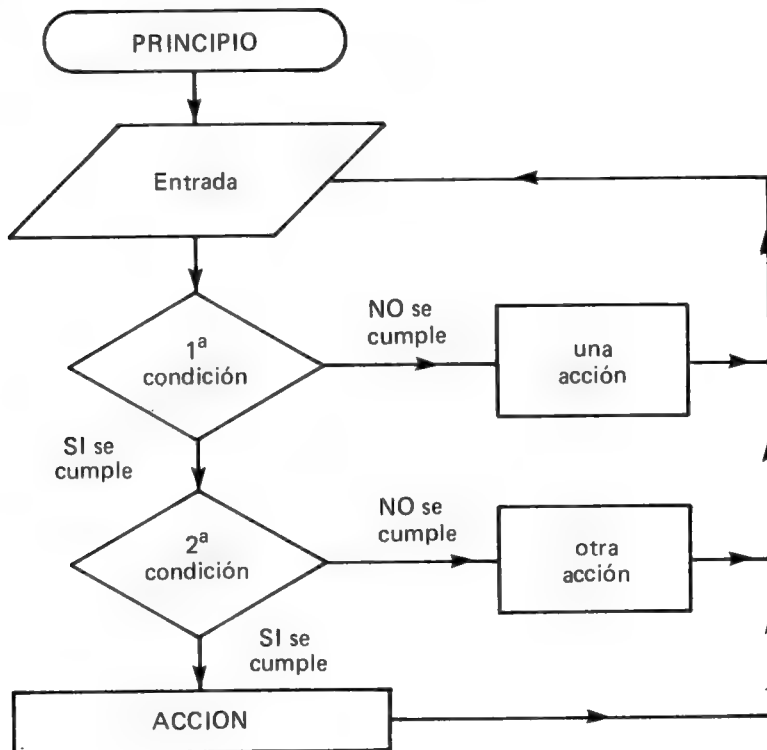 PRINCIPIO
Entrada
1ª
condición
NO se
cumple
una
acción
SI se
cumple
2ª
condición
NO se
cumple
otra
acción
SI se
cumple
ACCION